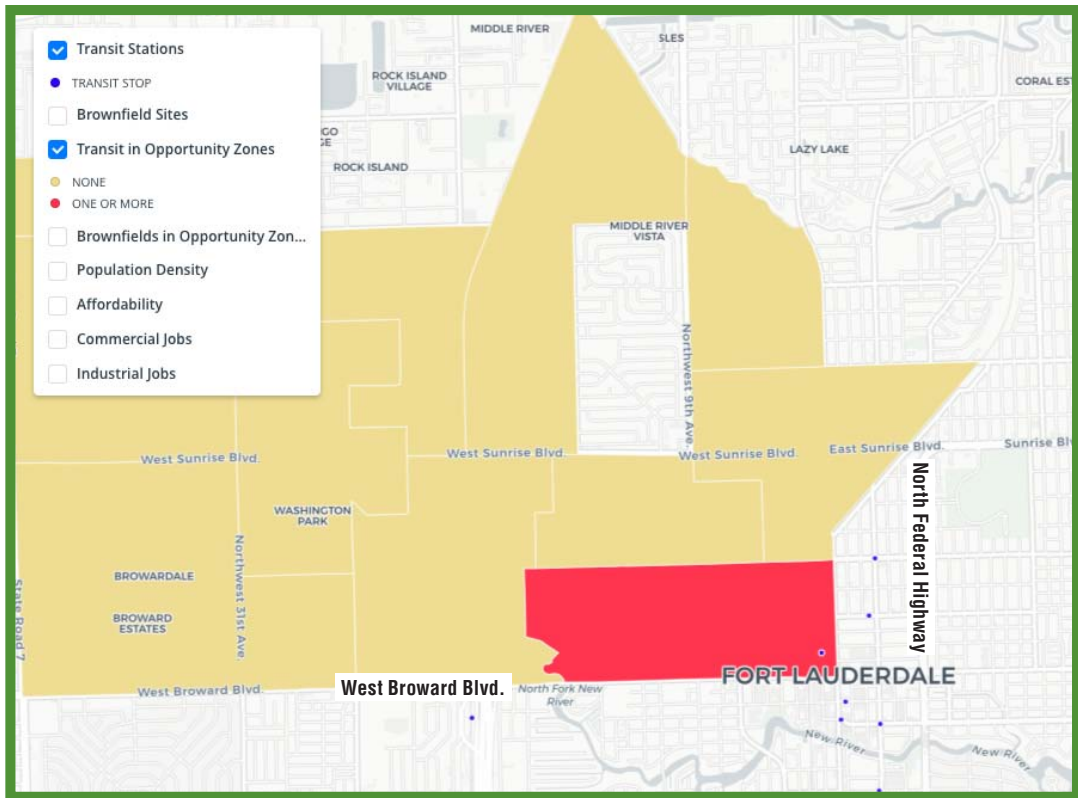 Transit Stations
TRANSIT STOP
Brownfield Sites
Transit in Opportunity Zones
NONE
ONE OR MORE
Brownfields in Opportunity Zon...
Population Density
Affordability
Commercial Jobs
Industrial Jobs
MIDDLE RIVER
SLES
ROCK ISLAND
VILLAGE
GO
GE
ROCK ISLAND
CORAL EST
LAZY LAKE
MIDDLE RIVER
VISTA
Northwest 9th Ave.
West Sunrise Blvd.
West Sunrise Blvd.
West Sunrise Blvd.
East Sunrise Blvd.
Sunrise Bl
North Federal Highway
WASHINGTON
PARK
BROWARDALE
BROWARD
ESTATES
State Road 7
Northwest 31st Ave.
West Broward Blvd.
West Broward Blvd.
North Fork New
River
FORT LAUDERDALE
New River
New River